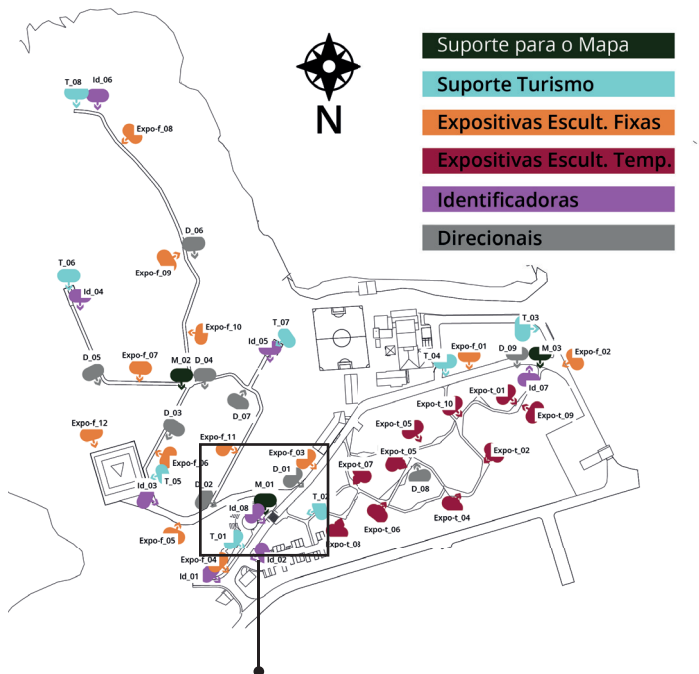 Suporte para o Mapa
Suporte Turismo
Expositivas Escult. Fixas
Expositivas Escult. Temp.
Identificadoras
Direcionais
N
T_08
Id_06
Expo-f_08
D_06
Expo-f_09
T_06
Id_04
Expo-f_10
T_07
Id_05
T_03
D_05
Expo-f_07
M_02
D_04
T_04
Expo-f_01
D_09
M_03
Expo-f_02
Id_07
D_07
Expo-t_01
Expo-t_10
Expo-t_09
D_03
Expo-f_12
Expo-f_11
Expo-t_05
Expo-f_06
Expo-f_03
Expo-t_05
Expo-t_02
D_01
Expo-t_07
T_05
Id_03
D_02
M_01
D_08
Id_08
T_02
Expo-t_04
Expo-t_06
Expo-f_05
T_01
Expo-t_08
Expo-f_04
Id_02
Id_01